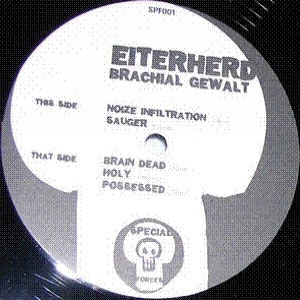 SPF001
EITERHERD
BRACHIAL GEWALT
THIS SIDE
NOIZE INFILTRATION
SAUGER
THAT SIDE
BRAIN DEAD
HOLY
POSSESSED
SPECIAL
FORCES